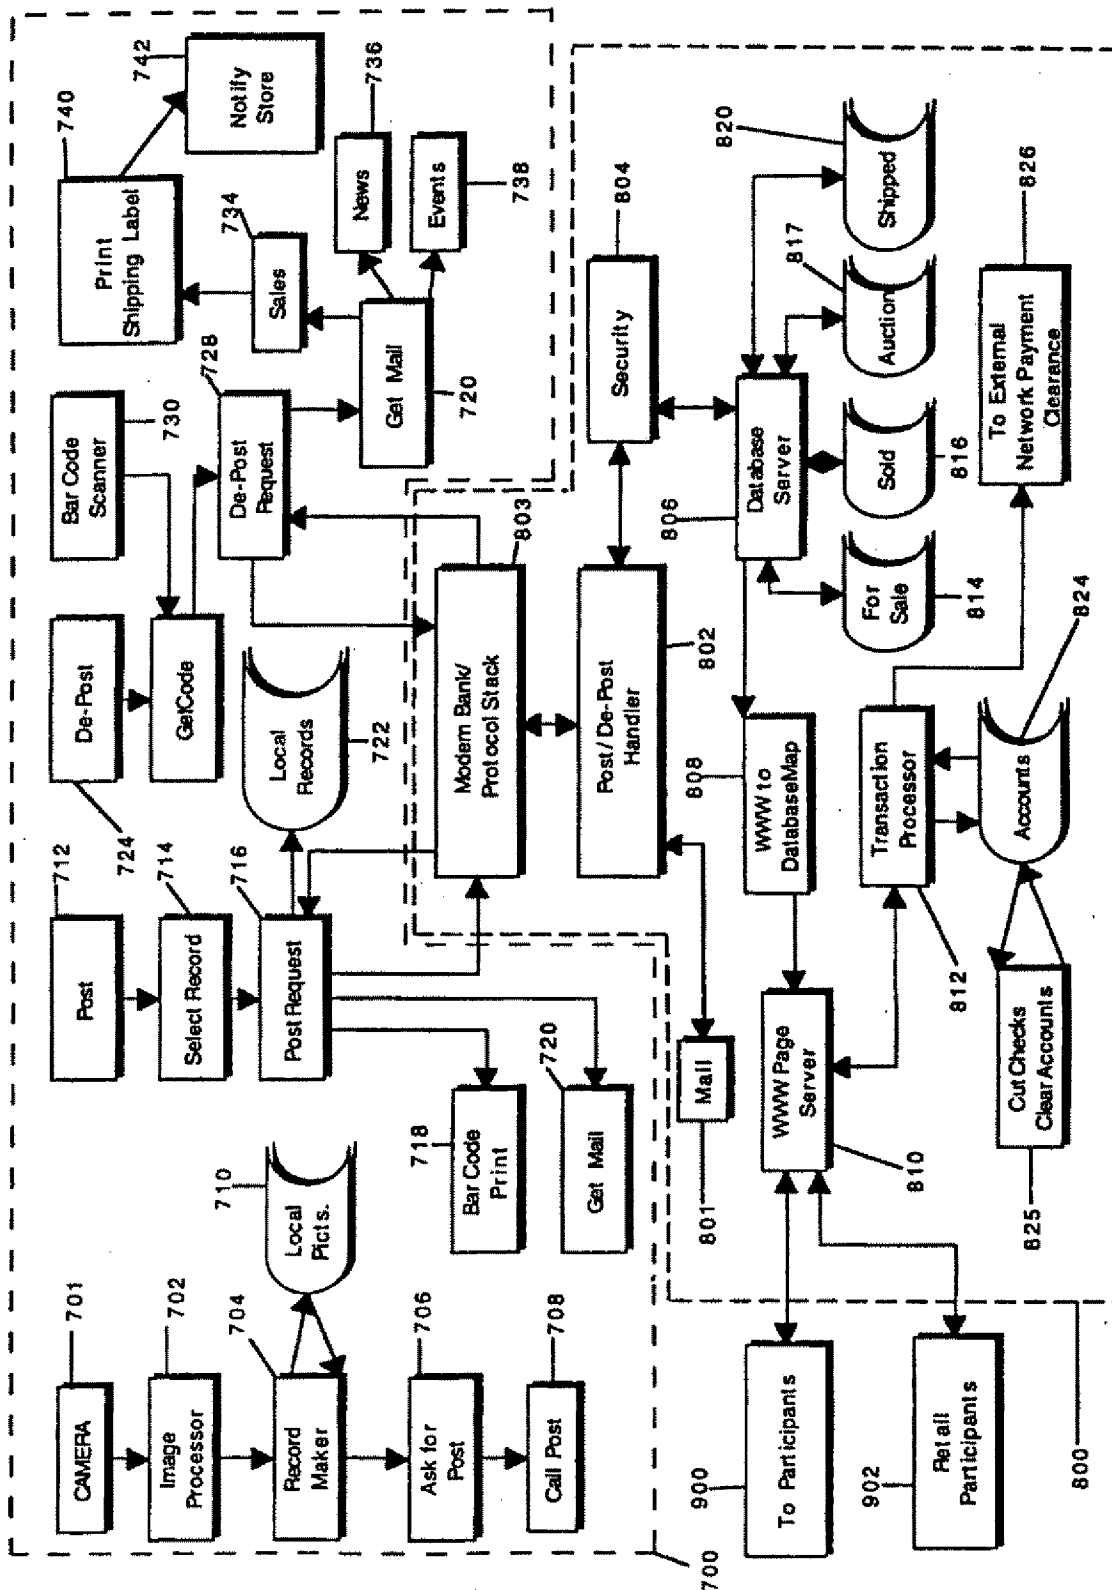 CAMERA
701
Image
Processor
702
Record
Maker
704
Local
Picts.
710
Ask for
Post
706
Call Post
708
Post
712
Select Record
714
Post Request
716
Local
Records
722
Bar Code
Print
718
Get Mail
720
De-Post
724
GetCode
Bar Code
Scanner
730
De-Post
Request
728
Get Mail
720
Sales
734
News
736
Events
738
Print
Shipping Label
740
Notify
Store
742
700
Modem Bank/
Protocol Stack
803
Post/De-Post
Handler
802
Security
804
Mail
801
WWW Page
Server
810
WWW to
DatabaseMap
808
Database
Server
806
For
Sale
814
Sold
816
Auction
817
Shipped
820
Transaction
Processor
812
Accounts
824
Cut Checks
Clear Accounts
825
To External
Network Payment
Clearance
826
To Participants
900
Retail
Participants
902
800